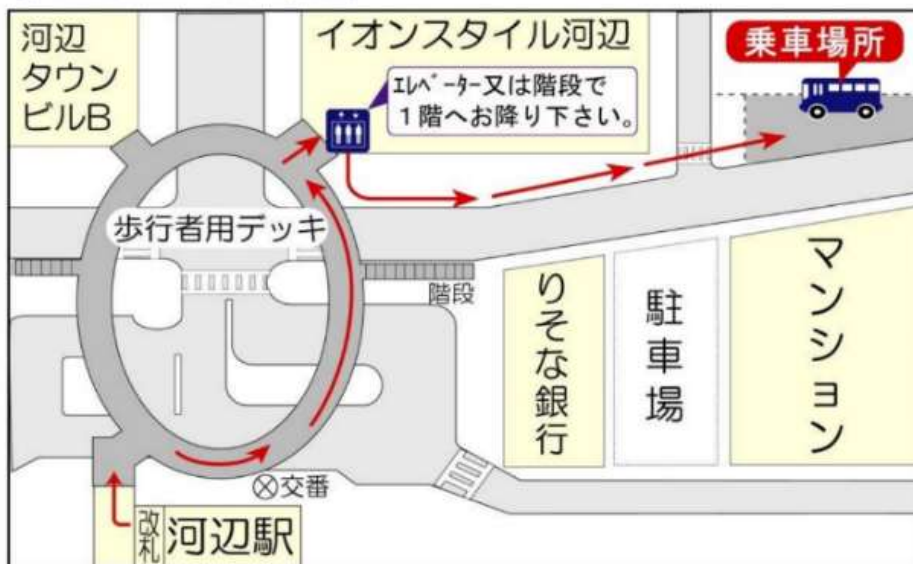 河辺
タウン
ビルB
イオンスタイル河辺
乗車場所
ｴﾚﾍﾞｰﾀｰ又は階段で
1階へお降り下さい。
歩行者用デッキ
階段
りそな銀行
駐車場
マンション
交番
改札
河辺駅